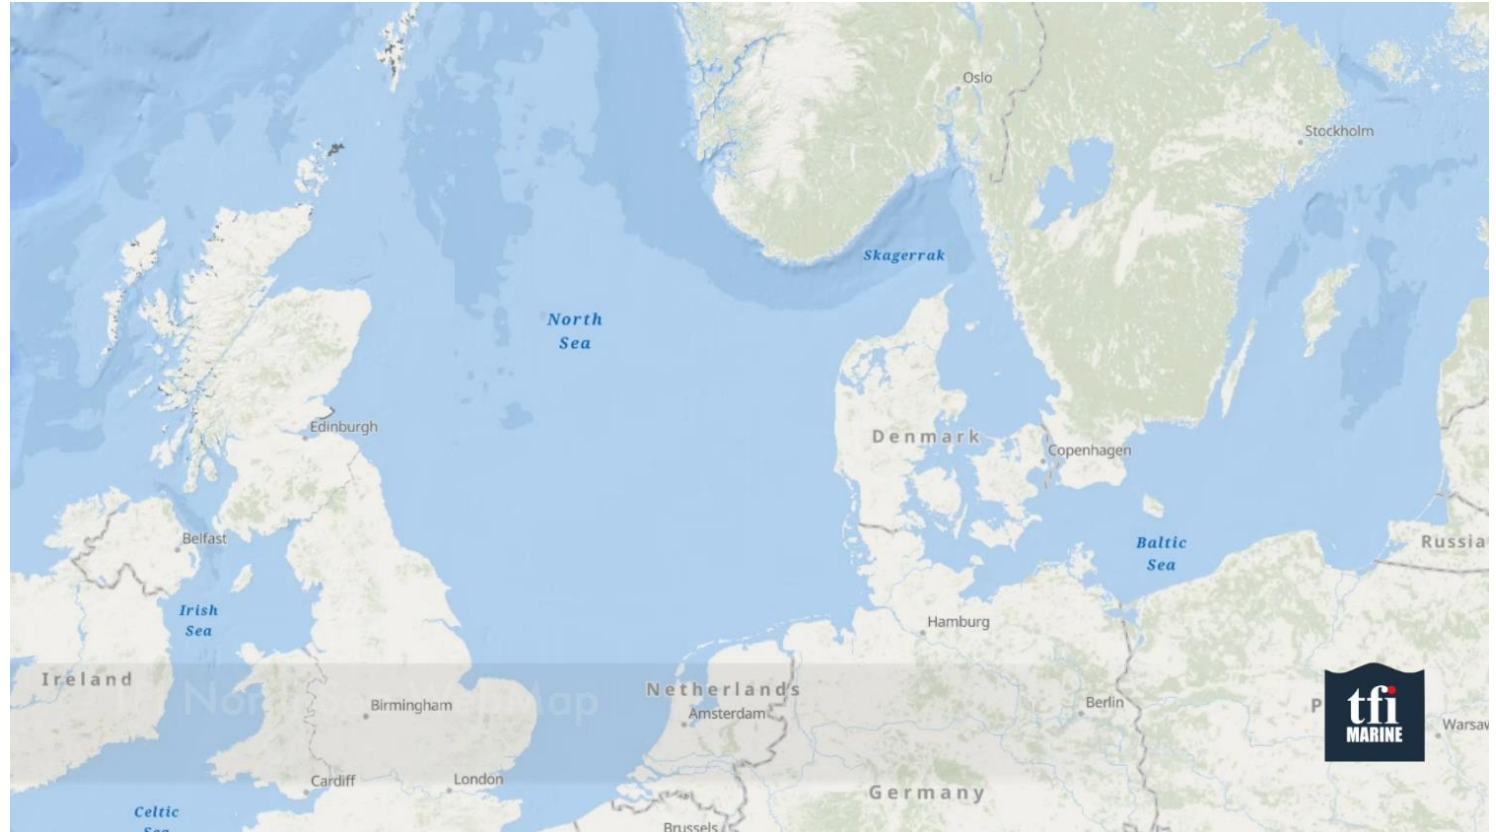 Oslo
Stockholm
Skagerrak
North
Sea
Edinburgh
Denmark
Copenhagen
Belfast
Baltic
Sea
Russia
Irish
Sea
Hamburg
Ireland
Netherlands
Birmingham
Amsterdam
Berlin
P
tfi
MARINE
Warsaw
Cardiff
London
Germany
Celtic
Sea
Brussels